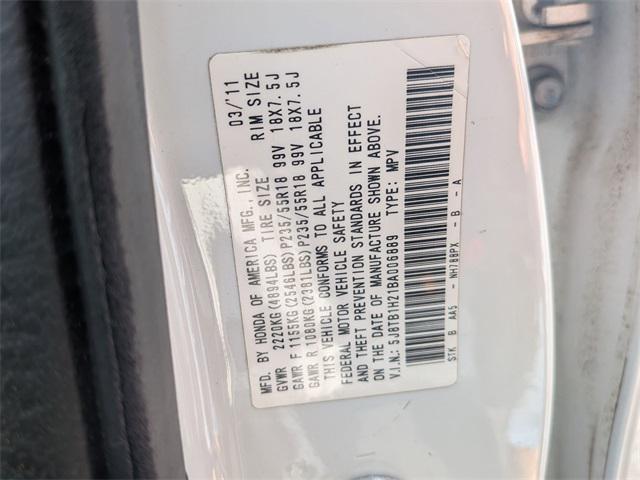 MFD. BY HONDA OF AMERICA MFG., INC. 03/11
GVWR 2220KG(4894LBS) TIRE SIZE RIM SIZE
GAWR F 1155KG(2546LBS)P235/55R18 99V 18X7.5J
GAWR R 1080KG(2381LBS)P235/55R18 99V 18X7.5J
THIS VEHICLE CONFORMS TO ALL APPLICABLE
FEDERAL MOTOR VEHICLE SAFETY
AND THEFT PREVENTION STANDARDS IN EFFECT
ON THE DATE OF MANUFACTURE SHOWN ABOVE.
V.I.N.: 5J8TB1H21BA006889 TYPE: MPV
STK B AA5 - NH788PX - B - A